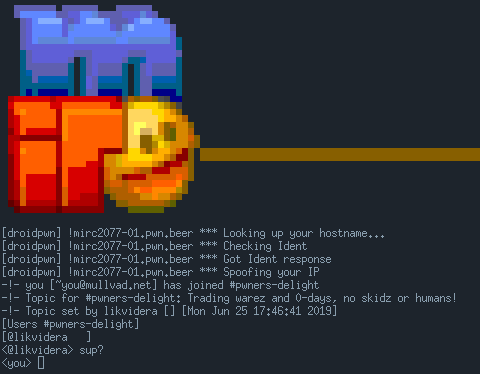 [droidpwn] !mirc2077-01.pwn.beer *** Looking up your hostname...
[droidpwn] !mirc2077-01.pwn.beer *** Checking Ident
[droidpwn] !mirc2077-01.pwn.beer *** Got Ident response
[droidpwn] !mirc2077-01.pwn.beer *** Spoofing your IP
-!- you [~you@mullvad.net] has joined #pwners-delight
-!- Topic for #pwners-delight: Trading warez and 0-days, no skidz or humans!
-!- Topic set by likvidera [] [Mon Jun 25 17:46:41 2019]
[Users #pwners-delight]
[@likvidera   ]
<@likvidera> sup?
<you>